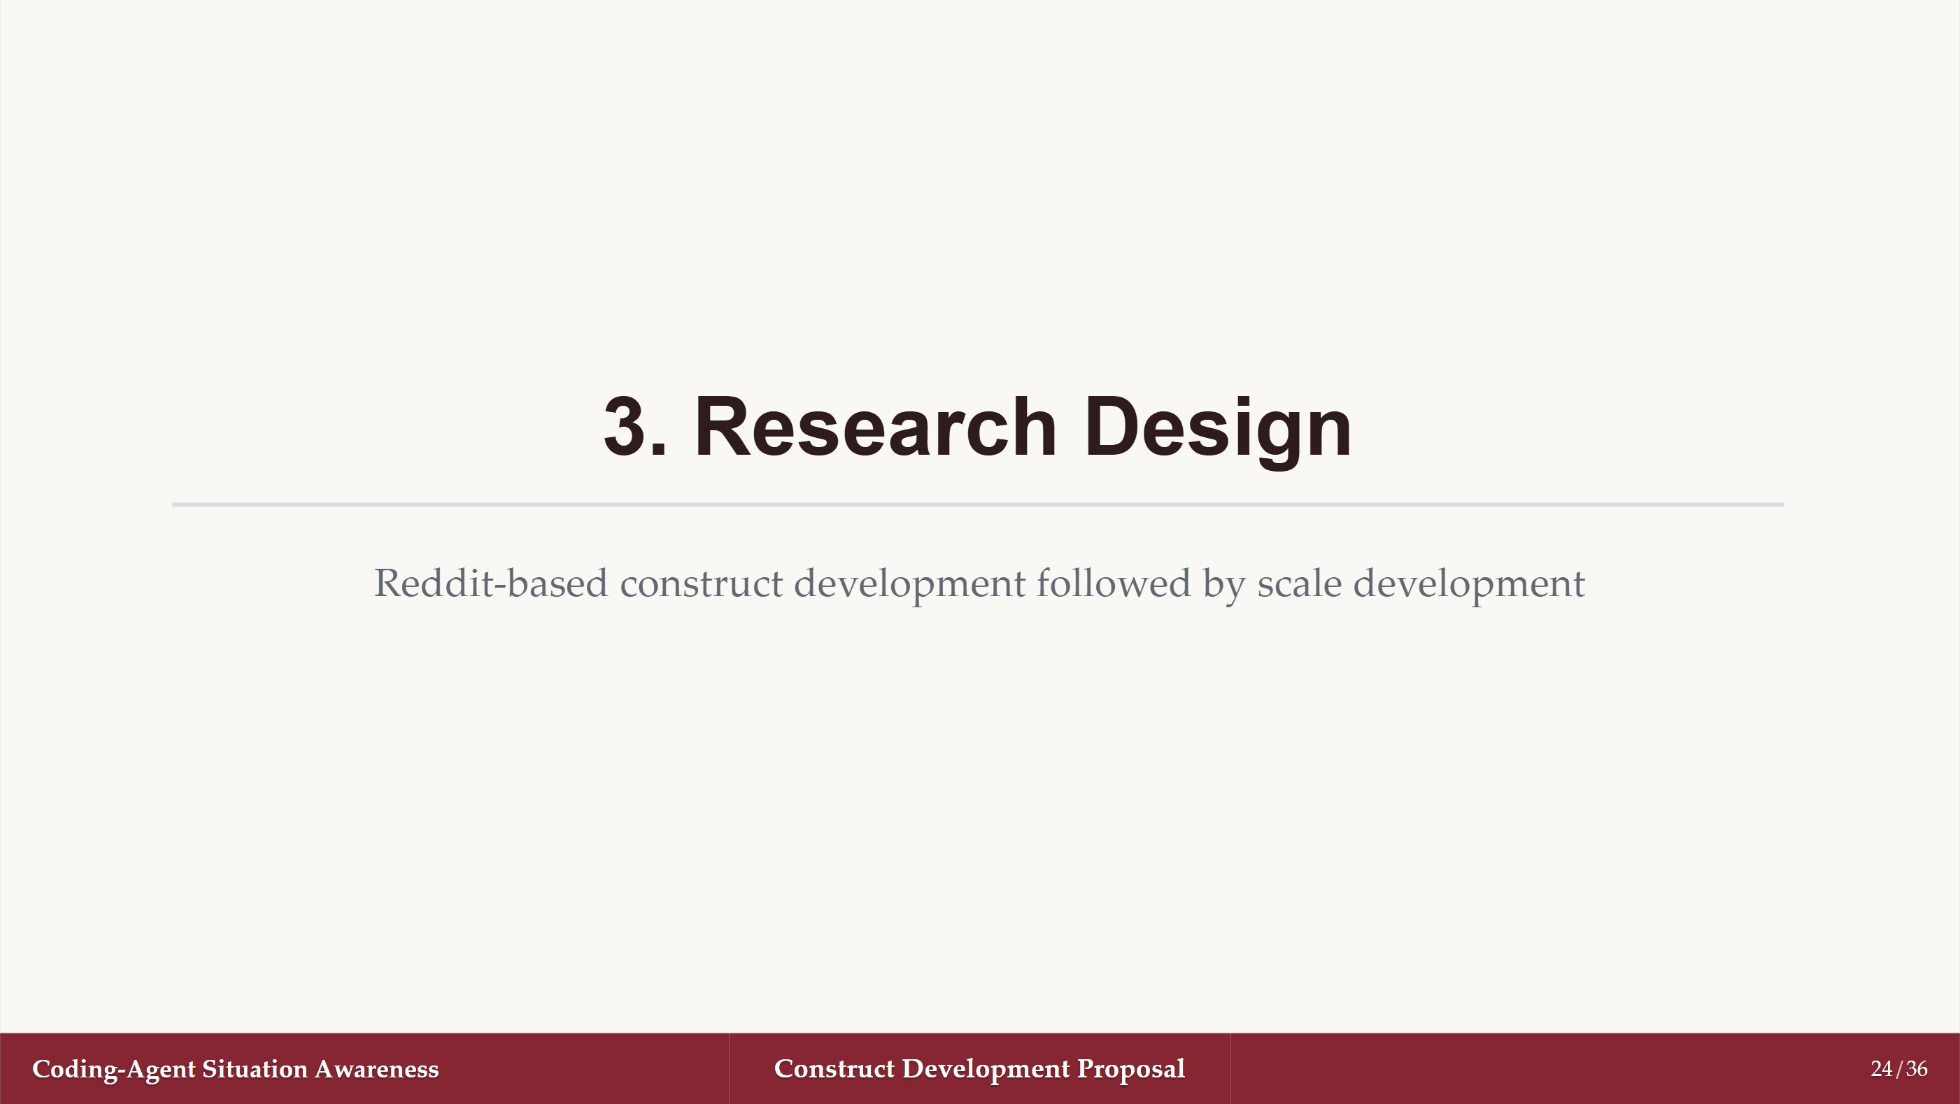 3. Research Design
Reddit-based construct development followed by scale development
Coding-Agent Situation Awareness
Construct Development Proposal
24/36